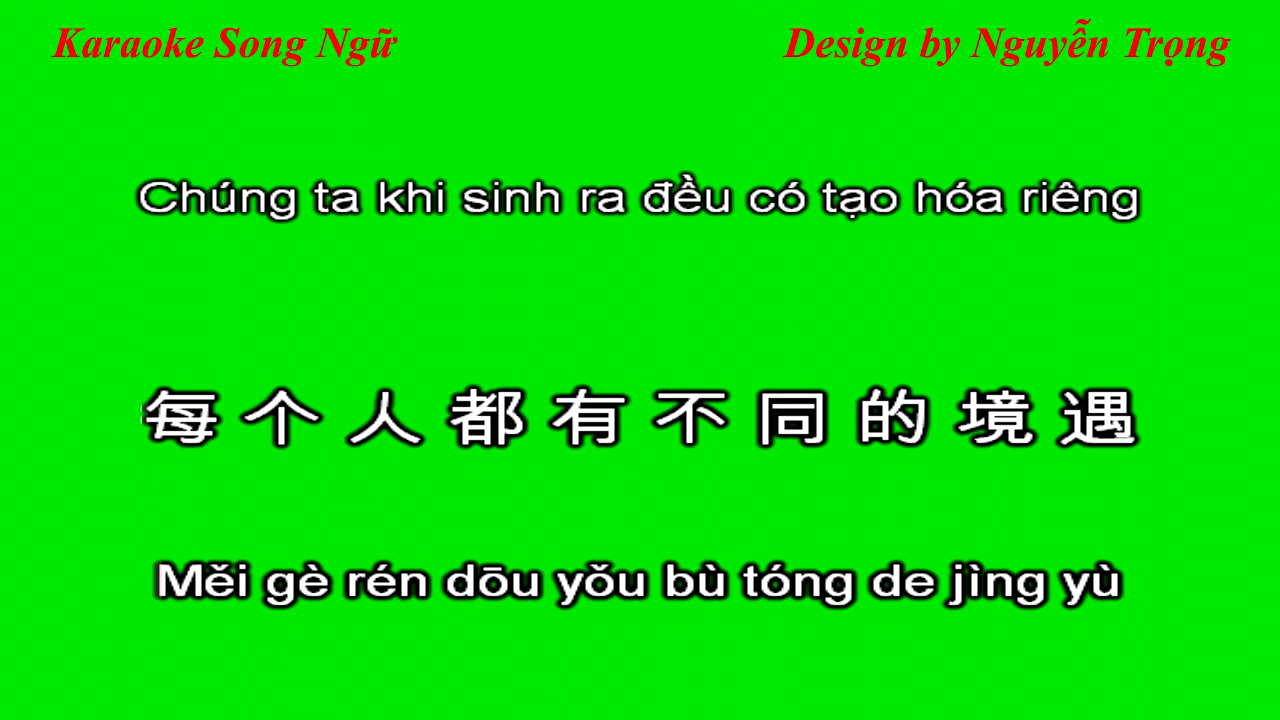 Karaoke Song Ngữ
Design by Nguyễn Trọng
Chúng ta khi sinh ra đều có tạo hóa riêng
每个人都有不同的境遇
Měi gè rén dōu yǒu bù tóng de jìng yù